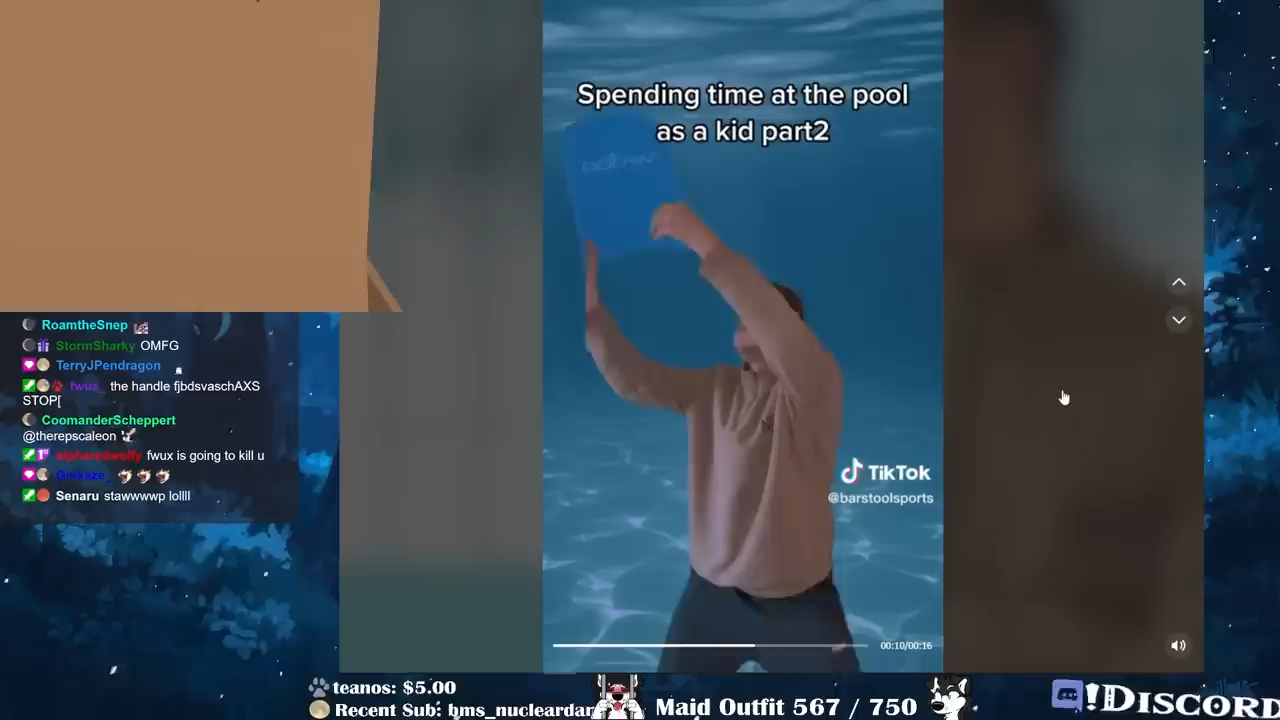 Spending time at the pool
as a kid part2
TikTok
@barstoolsports
00:10/00:16
RoamtheSnep
StormSharky OMFG
TerryJPendragon
fwuz_ the handle fjbdsvaschAXS
STOP[
CoomanderScheppert
@therepscaleon
alpharedwolfy fwux is going to kill u
Senaru stawwwwp lollll
teanos: $5.00
Recent Sub: bms_nucleardar
Maid Outfit 567 / 750
!DISCORD